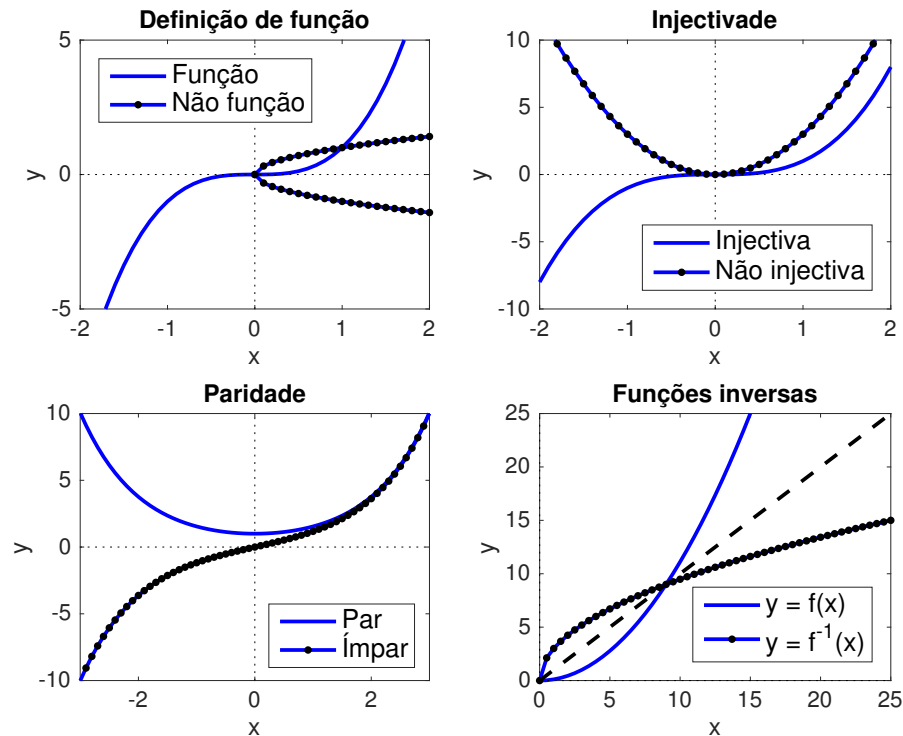 Definição de função
5
0
-5
y
Função
Não função
-2
-1
0
1
2
x
Injectivade
10
5
0
-5
-10
y
Injectiva
Não injectiva
-2
-1
0
1
2
x
Paridade
10
5
0
-5
-10
y
Par
Ímpar
-2
0
2
x
Funções inversas
25
20
15
10
5
0
y
y = f(x)
y = f⁻¹(x)
0
5
10
15
20
25
x